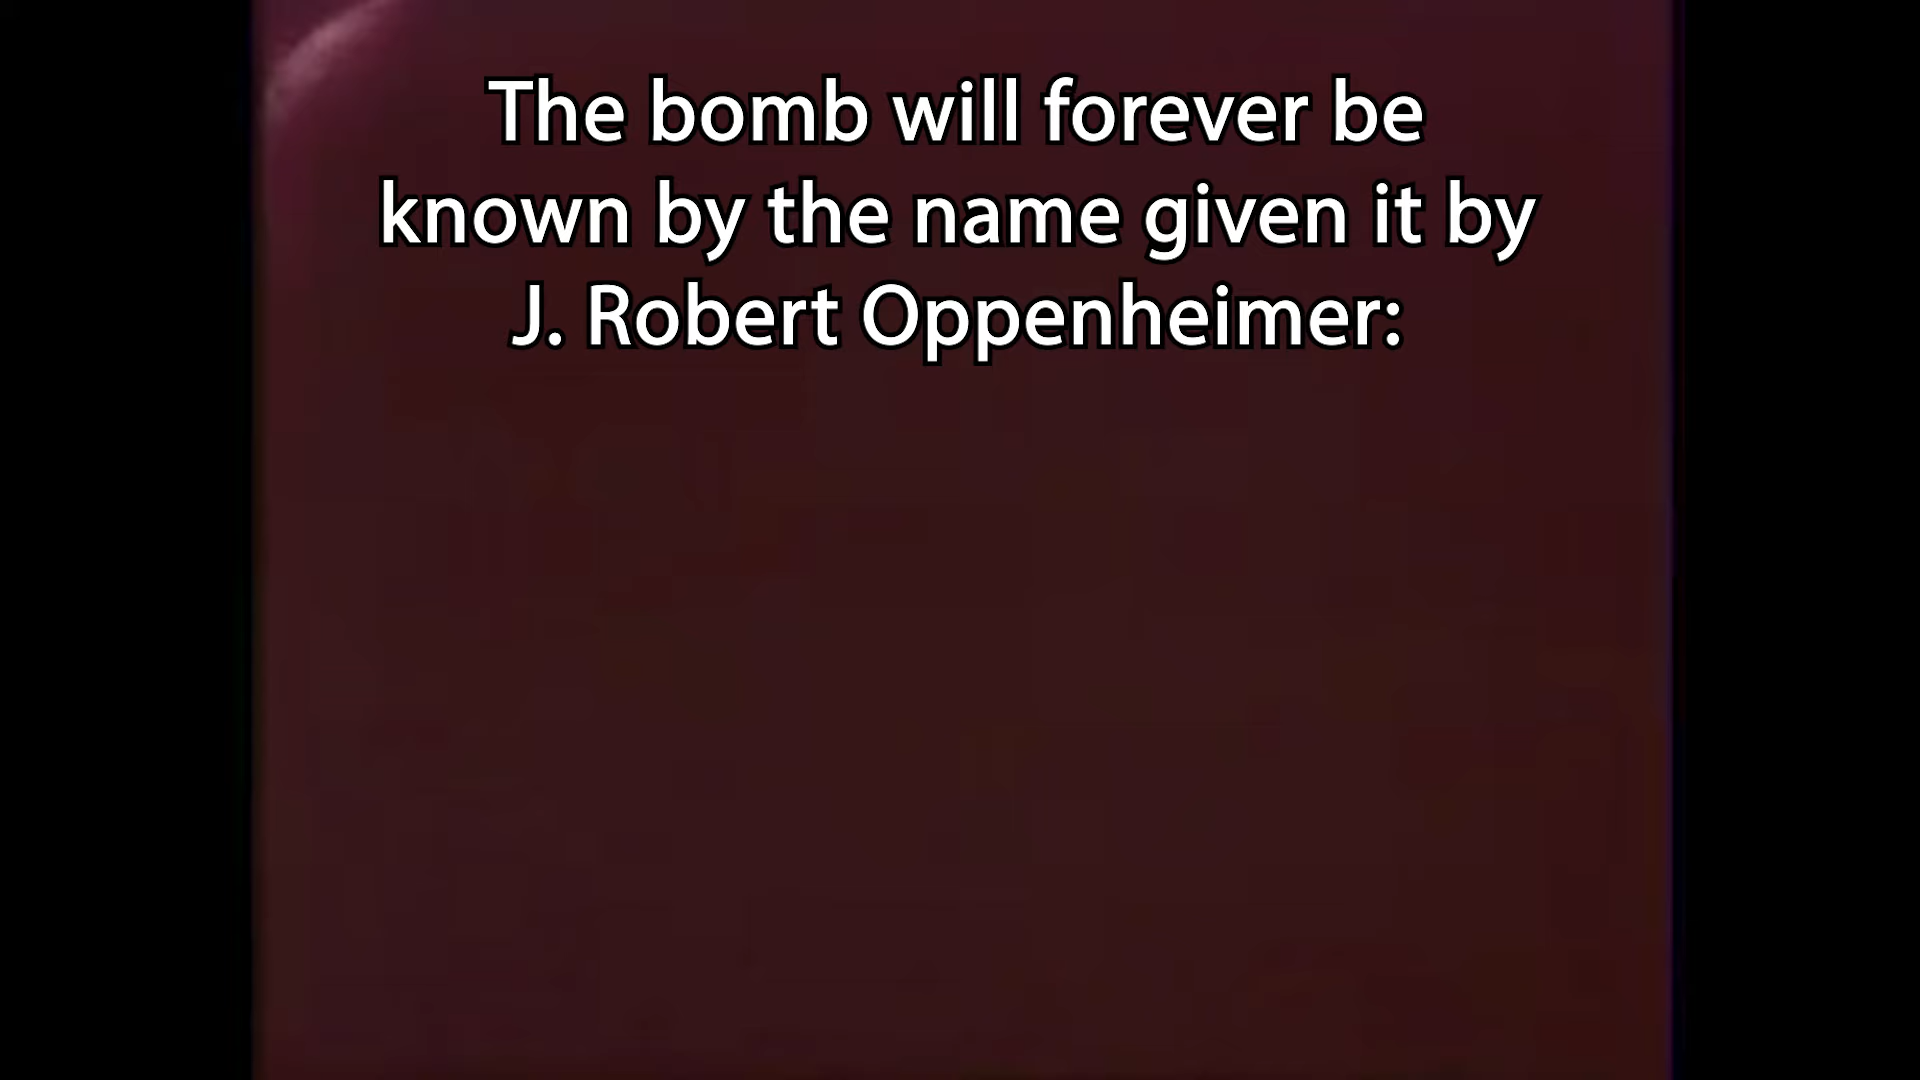 The bomb will forever be
known by the name given it by
J. Robert Oppenheimer: